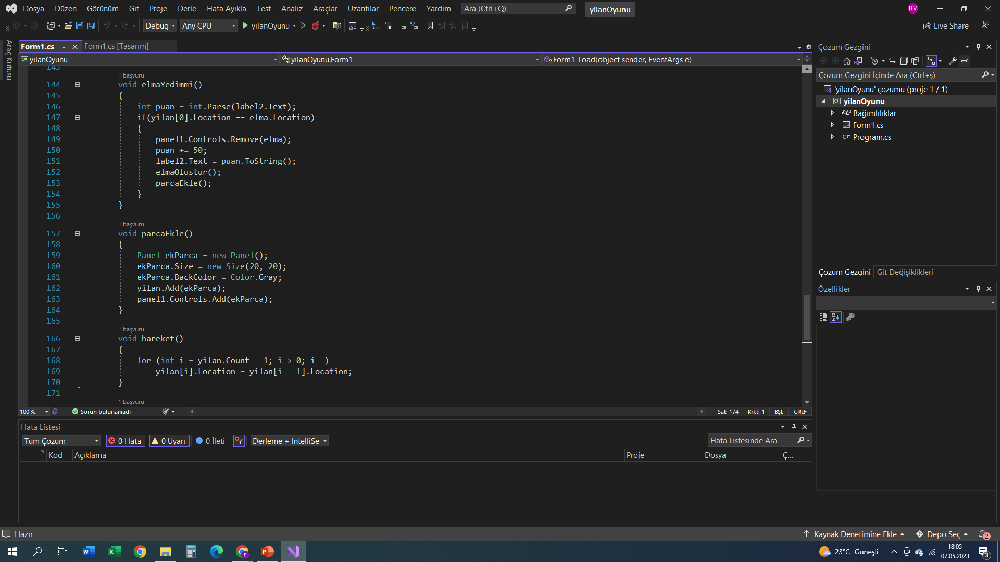 Dosya Düzen Görünüm Git Proje Derle Hata Ayıkla Test Analiz Araçlar Uzantılar Pencere Yardım Ara (Ctrl+Q) yilanOyunu BV
Debug Any CPU yilanOyunu Live Share
Araç Kutusu
Form1.cs Form1.cs [Tasarım]
yilanOyunu yilanOyunu.Form1 Form1_Load(object sender, EventArgs e)
143
1 başvuru
144 void elmaYedimmi()
145 {
146 int puan = int.Parse(label2.Text);
147 if(yilan[0].Location == elma.Location)
148 {
149 panel1.Controls.Remove(elma);
150 puan += 50;
151 label2.Text = puan.ToString();
152 elmaOlustur();
153 parcaEkle();
154 }
155 }
156
1 başvuru
157 void parcaEkle()
158 {
159 Panel ekParca = new Panel();
160 ekParca.Size = new Size(20, 20);
161 ekParca.BackColor = Color.Gray;
162 yilan.Add(ekParca);
163 panel1.Controls.Add(ekParca);
164 }
165
1 başvuru
166 void hareket()
167 {
168 for (int i = yilan.Count - 1; i > 0; i--)
169 yilan[i].Location = yilan[i - 1].Location;
170 }
171
1 başvuru
100 % Sorun bulunamadı Sat: 174 Krkt: 1 BŞL CRLF
Hata Listesi
Tüm Çözüm 0 Hata 0 Uyarı 0 İleti Derleme + IntelliSe Hata Listesinde Ara
Kod Açıklama Proje Dosya Ç...
Çözüm Gezgini
Çözüm Gezgini İçinde Ara (Ctrl+ş)
'yilanOyunu' çözümü (proje 1 / 1)
yilanOyunu
Bağımlılıklar
Form1.cs
C# Program.cs
Çözüm Gezgini Git Değişiklikleri
Özellikler
Hazır Kaynak Denetimine Ekle Depo Seç 2
23°C Güneşli 18:05
07.05.2023 3